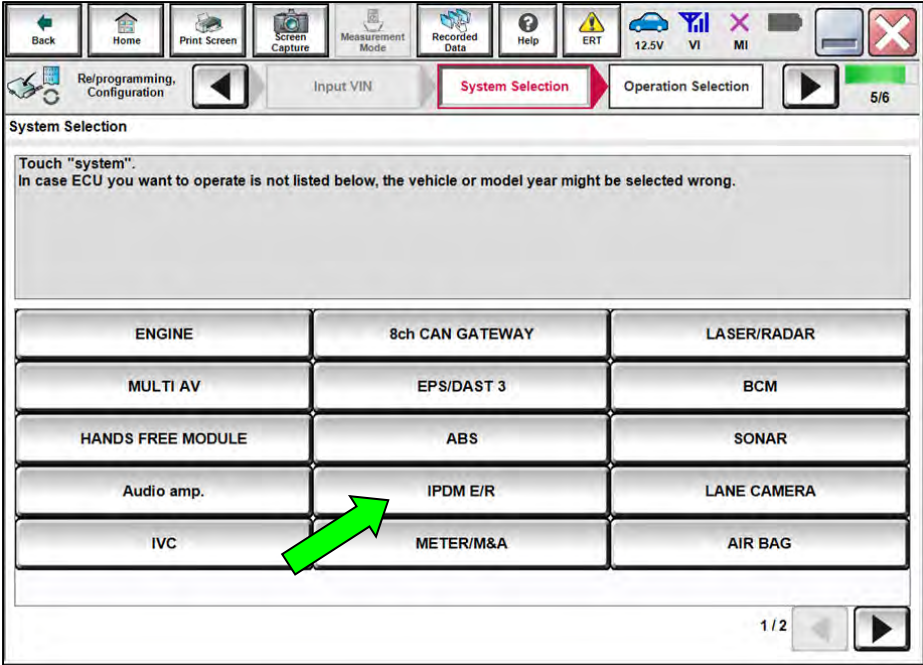 Back
Home
Print Screen
Screen
Capture
Measurement
Mode
Recorded
Data
Help
ERT
12.5V
VI
MI
Re/programming,
Configuration
Input VIN
System Selection
Operation Selection
5/6
System Selection
Touch "system".
In case ECU you want to operate is not listed below, the vehicle or model year might be selected wrong.
ENGINE
8ch CAN GATEWAY
LASER/RADAR
MULTI AV
EPS/DAST 3
BCM
HANDS FREE MODULE
ABS
SONAR
Audio amp.
IPDM E/R
LANE CAMERA
IVC
METER/M&A
AIR BAG
1/2